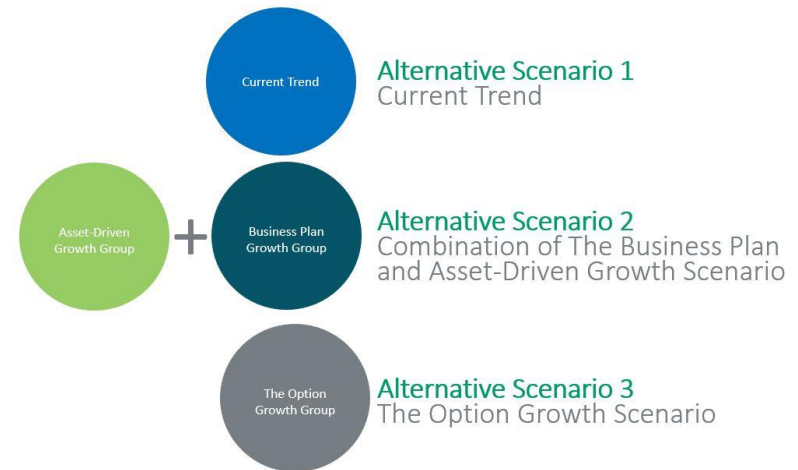 Current Trend
Alternative Scenario 1
Current Trend
Asset-Driven
Growth Group
+
Business Plan
Growth Group
Alternative Scenario 2
Combination of The Business Plan
and Asset-Driven Growth Scenario
The Option
Growth Group
Alternative Scenario 3
The Option Growth Scenario